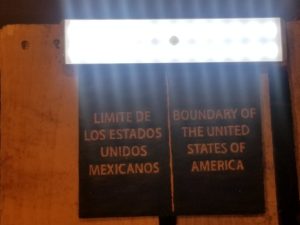 LIMITE DE
LOS ESTADOS
UNIDOS
MEXICANOS
BOUNDARY OF
THE UNITED
STATES OF
AMERICA